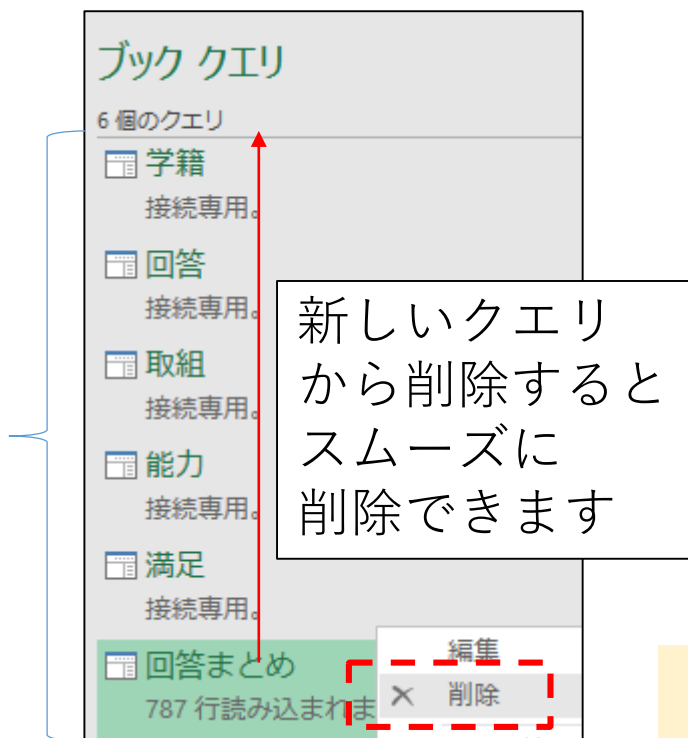 ブック クエリ
6 個のクエリ
学籍
接続専用。
回答
接続専用。
取組
接続専用。
能力
接続専用。
満足
接続専用。
回答まとめ
787 行読み込まれま
新しいクエリ
から削除すると
スムーズに
削除できます
編集
削除